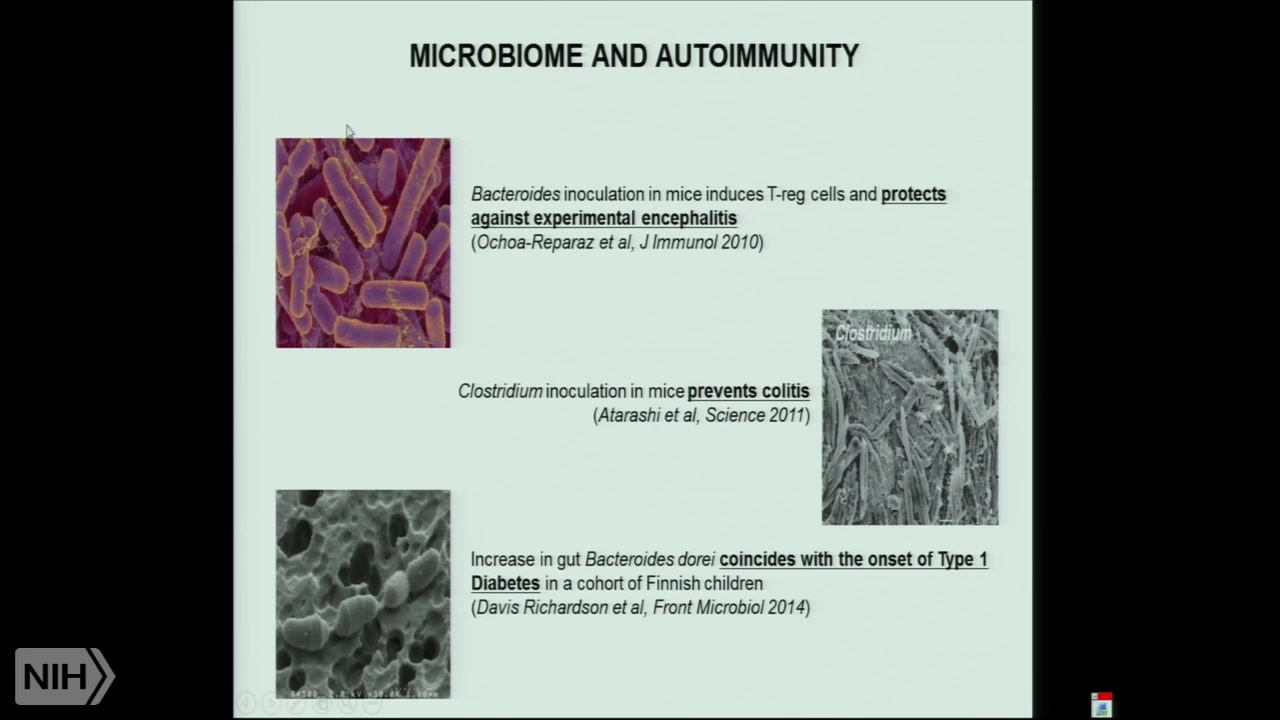 MICROBIOME AND AUTOIMMUNITY
Bacteroides inoculation in mice induces T-reg cells and protects
against experimental encephalitis
(Ochoa-Reparaz et al, J Immunol 2010)
Clostridium
Clostridium inoculation in mice prevents colitis
(Atarashi et al, Science 2011)
Increase in gut Bacteroides dorei coincides with the onset of Type 1
Diabetes in a cohort of Finnish children
(Davis Richardson et al, Front Microbiol 2014)
NIH